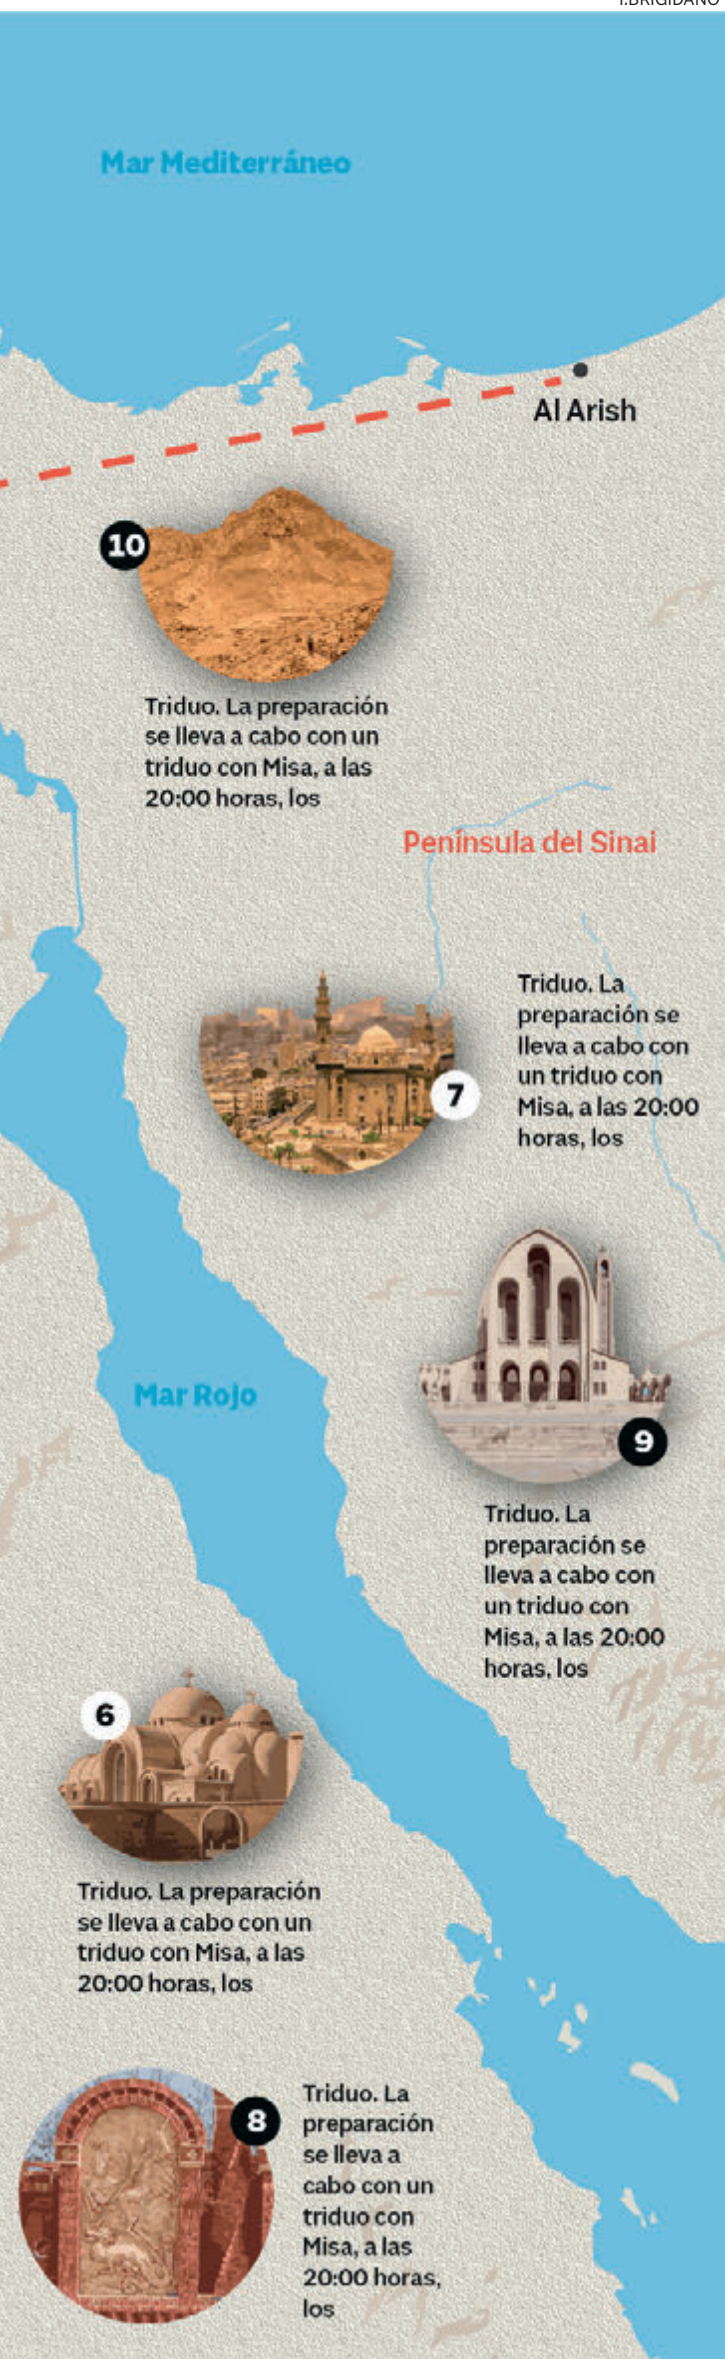 I.BRIGIDANO
Mar Mediterráneo
Al Arish
10
Triduo. La preparación
se lleva a cabo con un
triduo con Misa, a las
20:00 horas, los
Península del Sinai
7
Triduo. La
preparación se
lleva a cabo con
un triduo con
Misa, a las 20:00
horas, los
Mar Rojo
9
Triduo. La
preparación se
lleva a cabo con
un triduo con
Misa, a las 20:00
horas, los
6
Triduo. La preparación
se lleva a cabo con un
triduo con Misa, a las
20:00 horas, los
8
Triduo. La
preparación
se lleva a
cabo con un
triduo con
Misa, a las
20:00 horas,
los